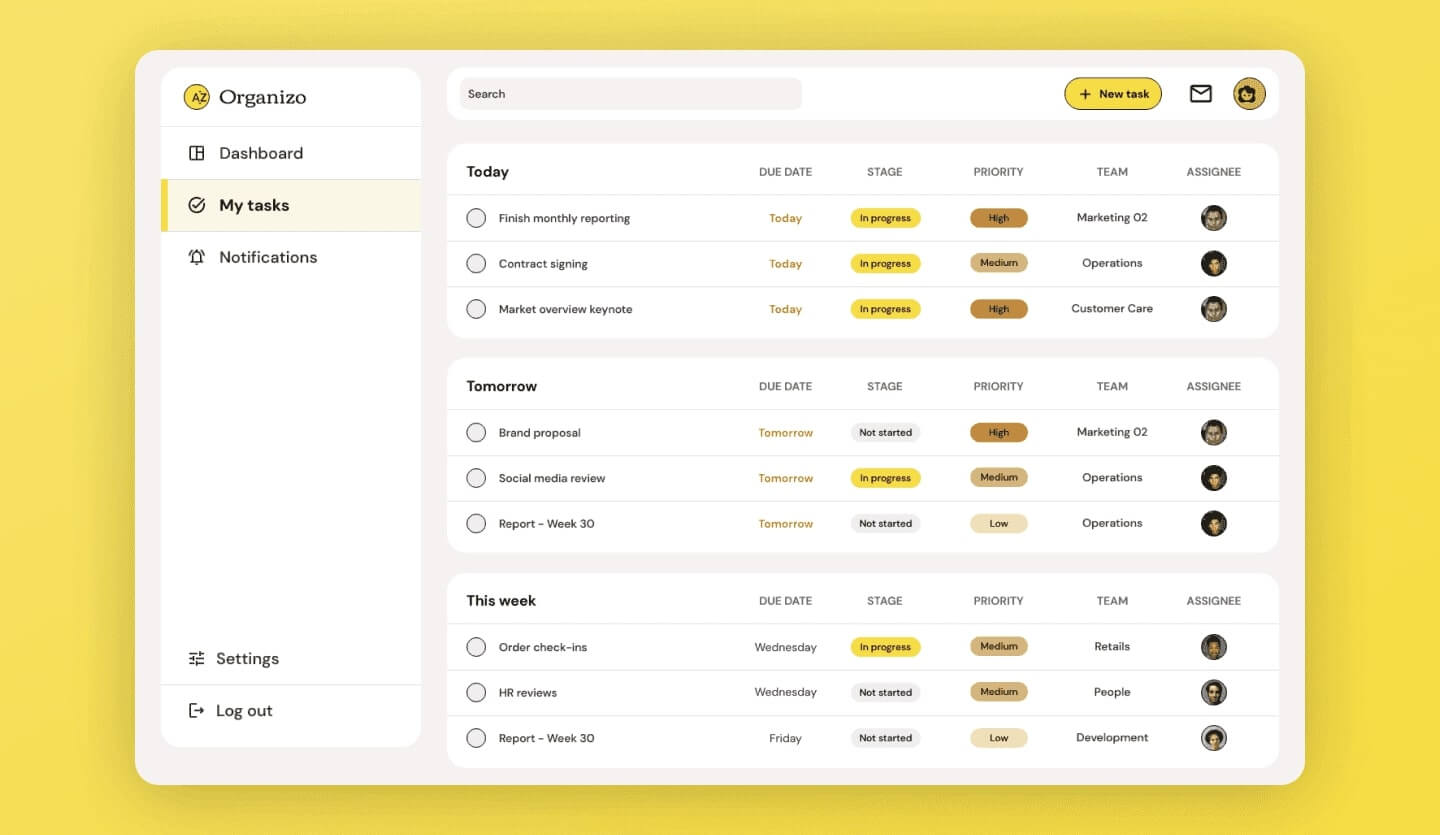 AZ Organizo
Search
+ New task
Dashboard
My tasks
Notifications
Settings
Log out
Today DUE DATE STAGE PRIORITY TEAM ASSIGNEE
Finish monthly reporting Today In progress High Marketing 02
Contract signing Today In progress Medium Operations
Market overview keynote Today In progress High Customer Care
Tomorrow DUE DATE STAGE PRIORITY TEAM ASSIGNEE
Brand proposal Tomorrow Not started High Marketing 02
Social media review Tomorrow In progress Medium Operations
Report - Week 30 Tomorrow Not started Low Operations
This week DUE DATE STAGE PRIORITY TEAM ASSIGNEE
Order check-ins Wednesday In progress Medium Retails
HR reviews Wednesday Not started Medium People
Report - Week 30 Friday Not started Low Development